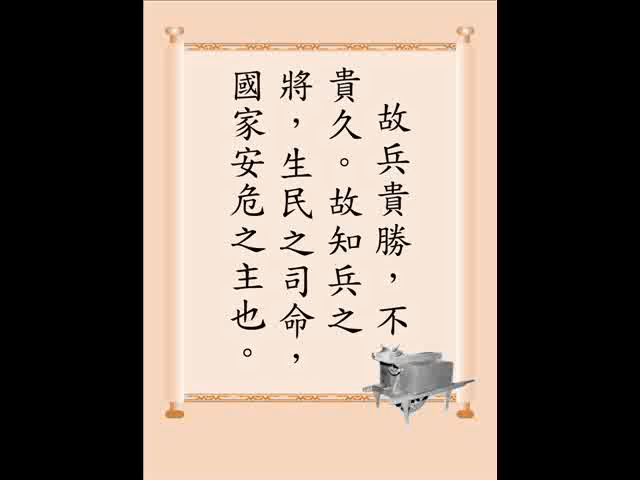 故兵貴勝，不
貴久。故知兵之
將，生民之司命，
國家安危之主也。